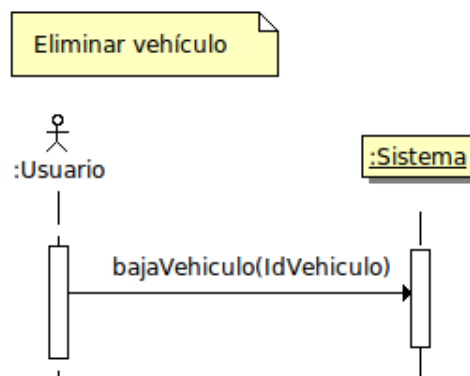 Eliminar vehículo
:Usuario
:Sistema
bajaVehiculo(IdVehiculo)